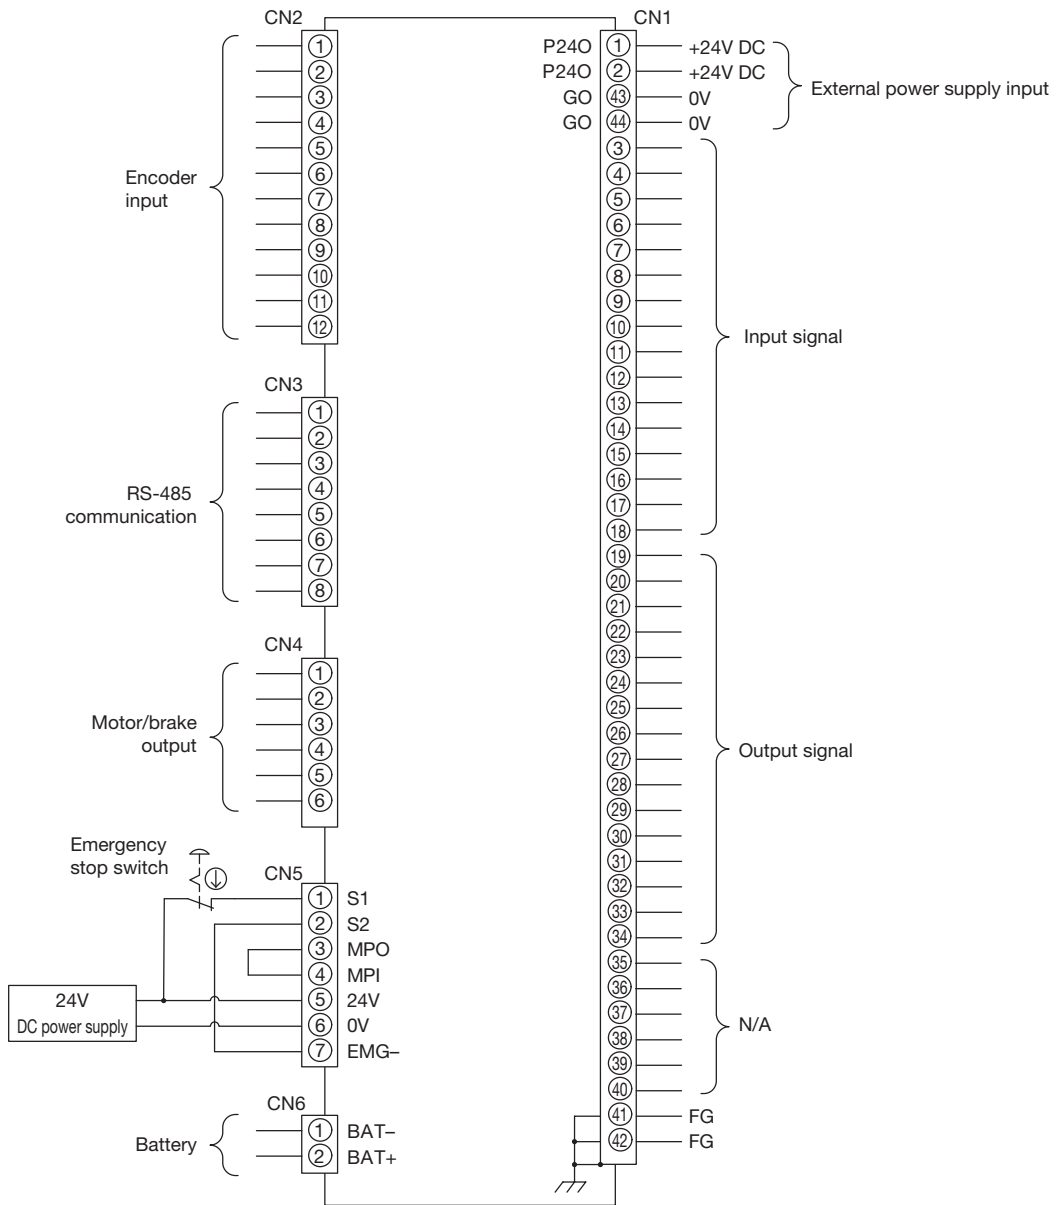 CN2
1
2
3
4
5
6
7
8
9
10
11
12
Encoder
input
CN3
1
2
3
4
5
6
7
8
RS-485
communication
CN4
1
2
3
4
5
6
Motor/brake
output
Emergency
stop switch
CN5
1 S1
2 S2
3 MPO
4 MPI
5 24V
6 0V
7 EMG−
24V
DC power supply
CN6
1 BAT−
2 BAT+
Battery
CN1
P24O 1 +24V DC
P24O 2 +24V DC
GO 43 0V
GO 44 0V
External power supply input
3
4
5
6
7
8
9
10
11
12
13
14
15
16
17
18
Input signal
19
20
21
22
23
24
25
26
27
28
29
30
31
32
33
34
Output signal
35
36
37
38
39
40
N/A
41 FG
42 FG